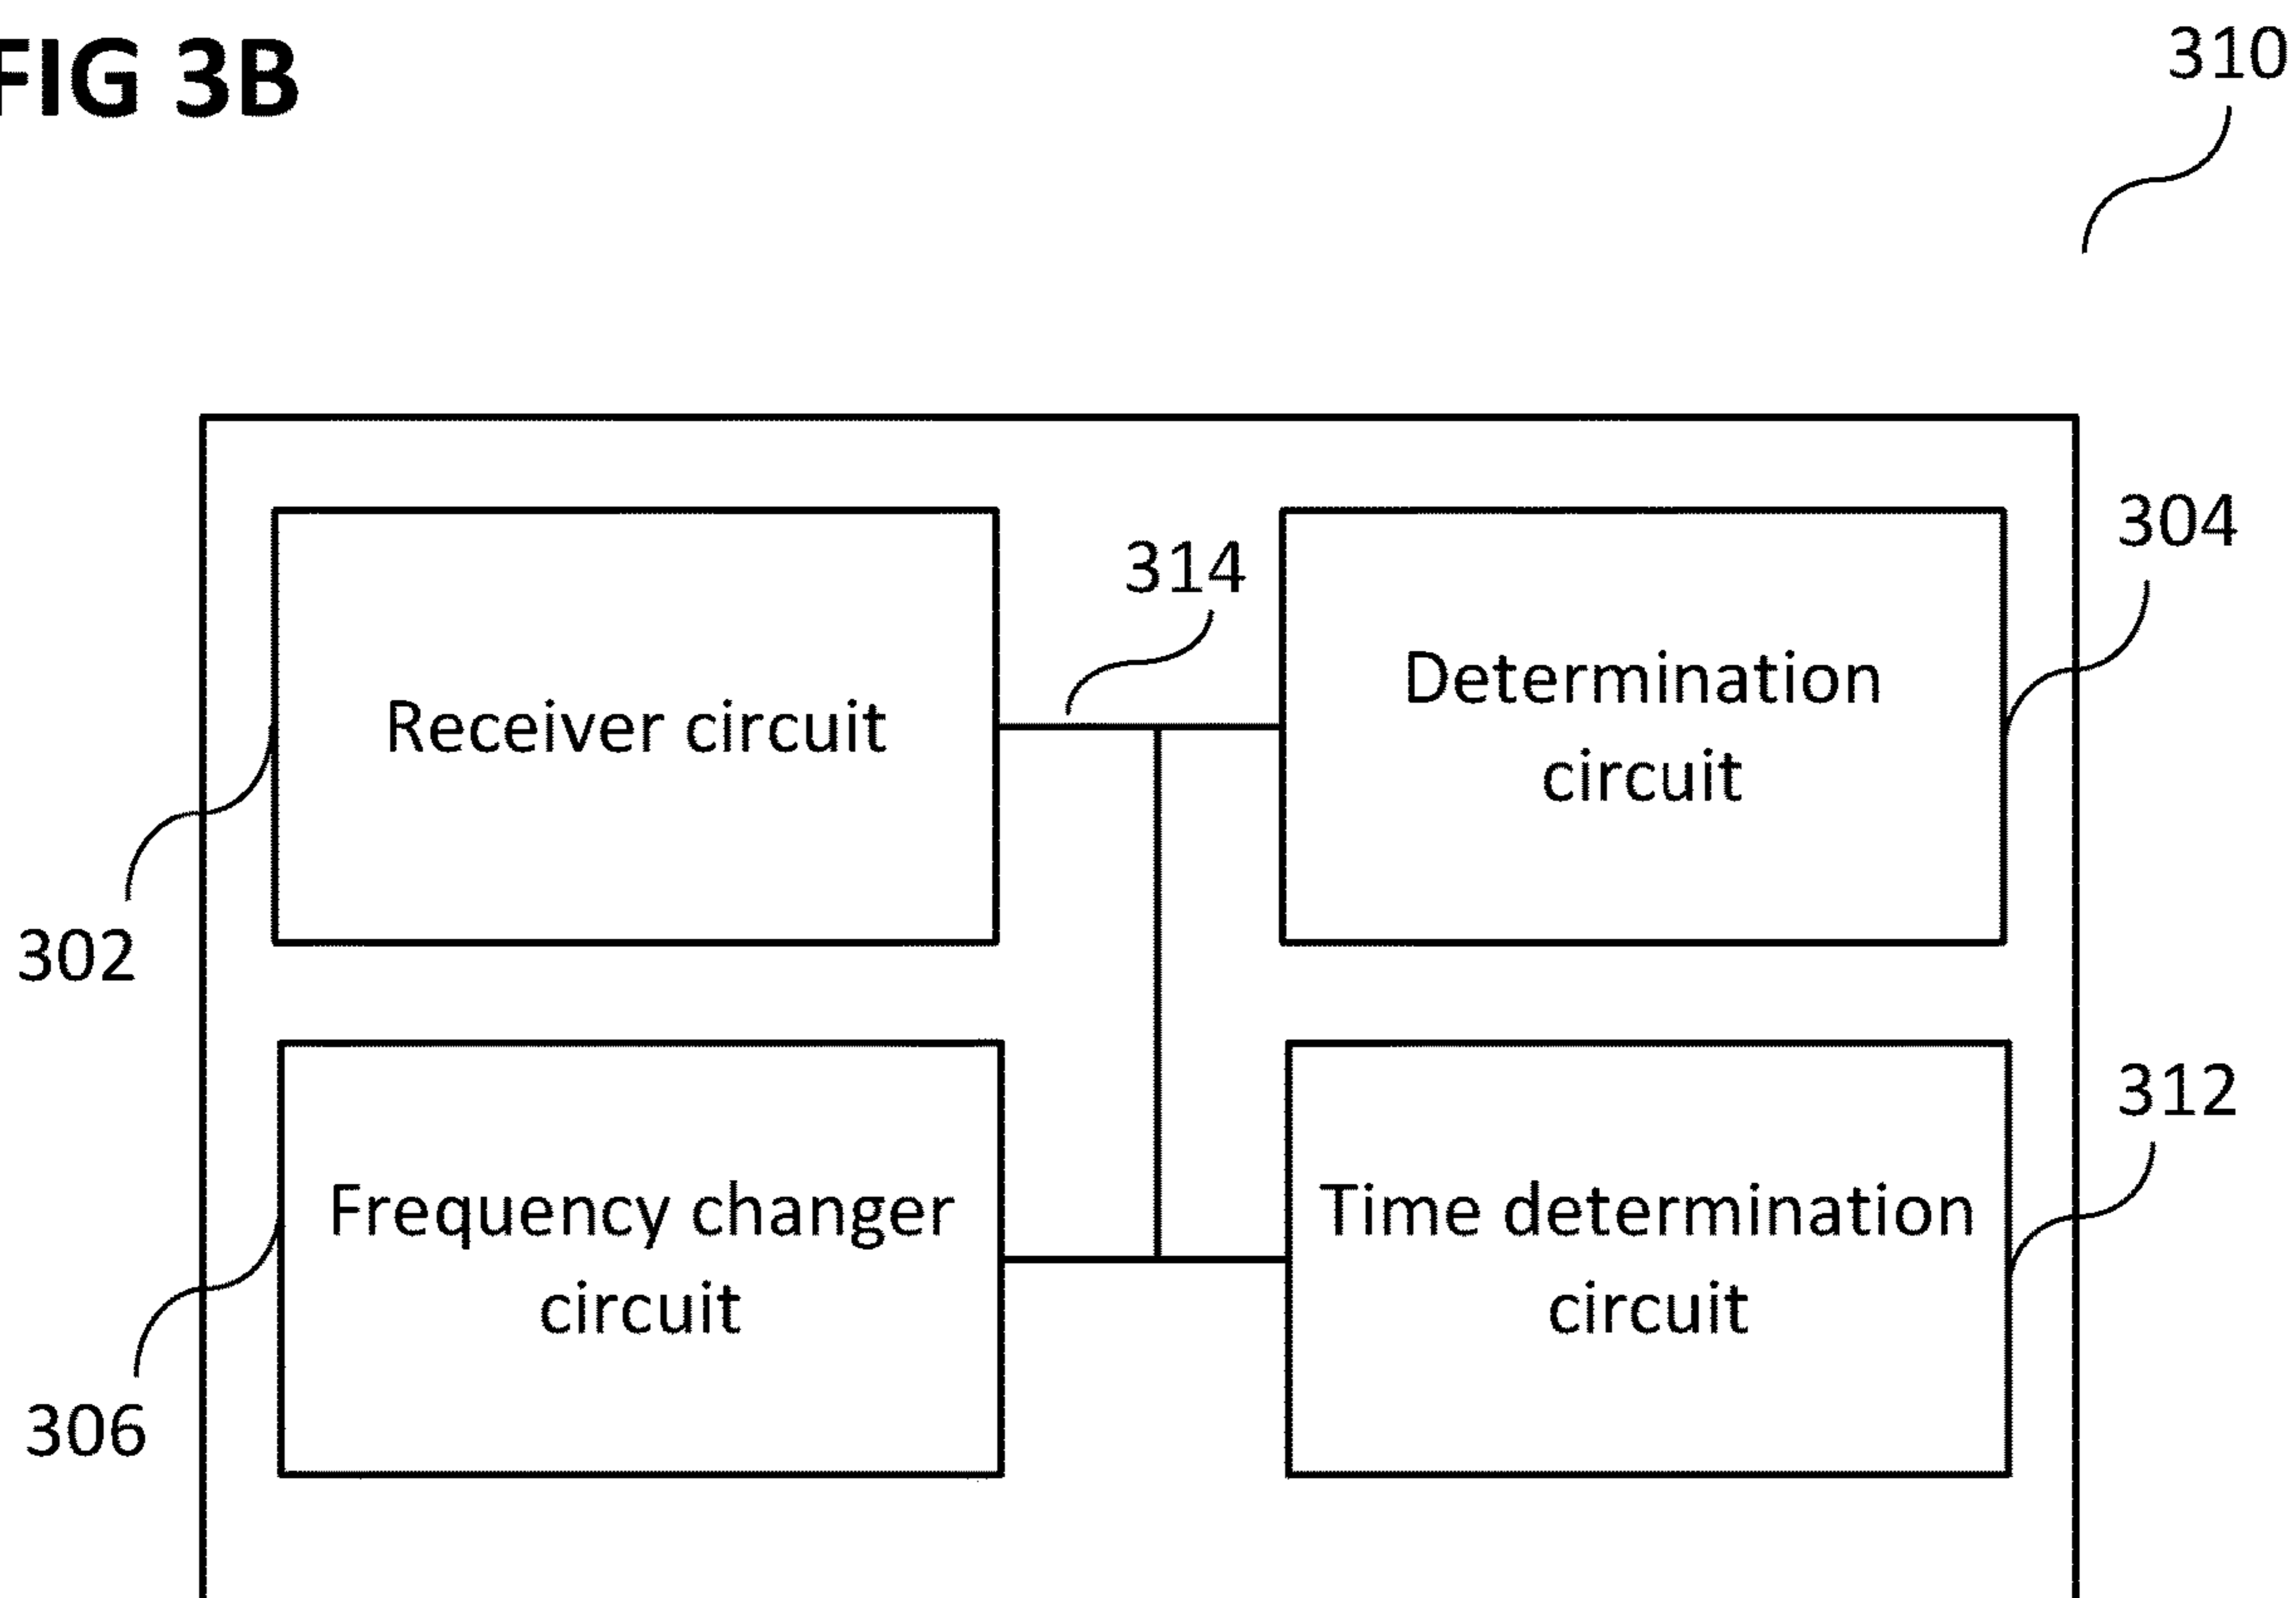 FIG 3B
310
304
314
Receiver circuit
Determination
circuit
302
312
Frequency changer
circuit
Time determination
circuit
306